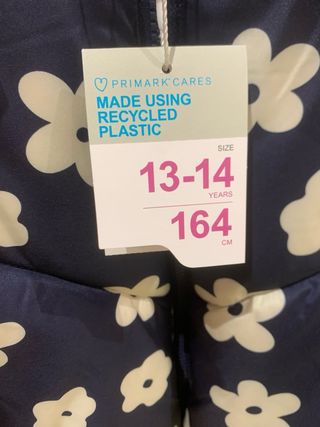 PRIMARK CARES
MADE USING
RECYCLED
PLASTIC
SIZE
13-14
YEARS
164
CM